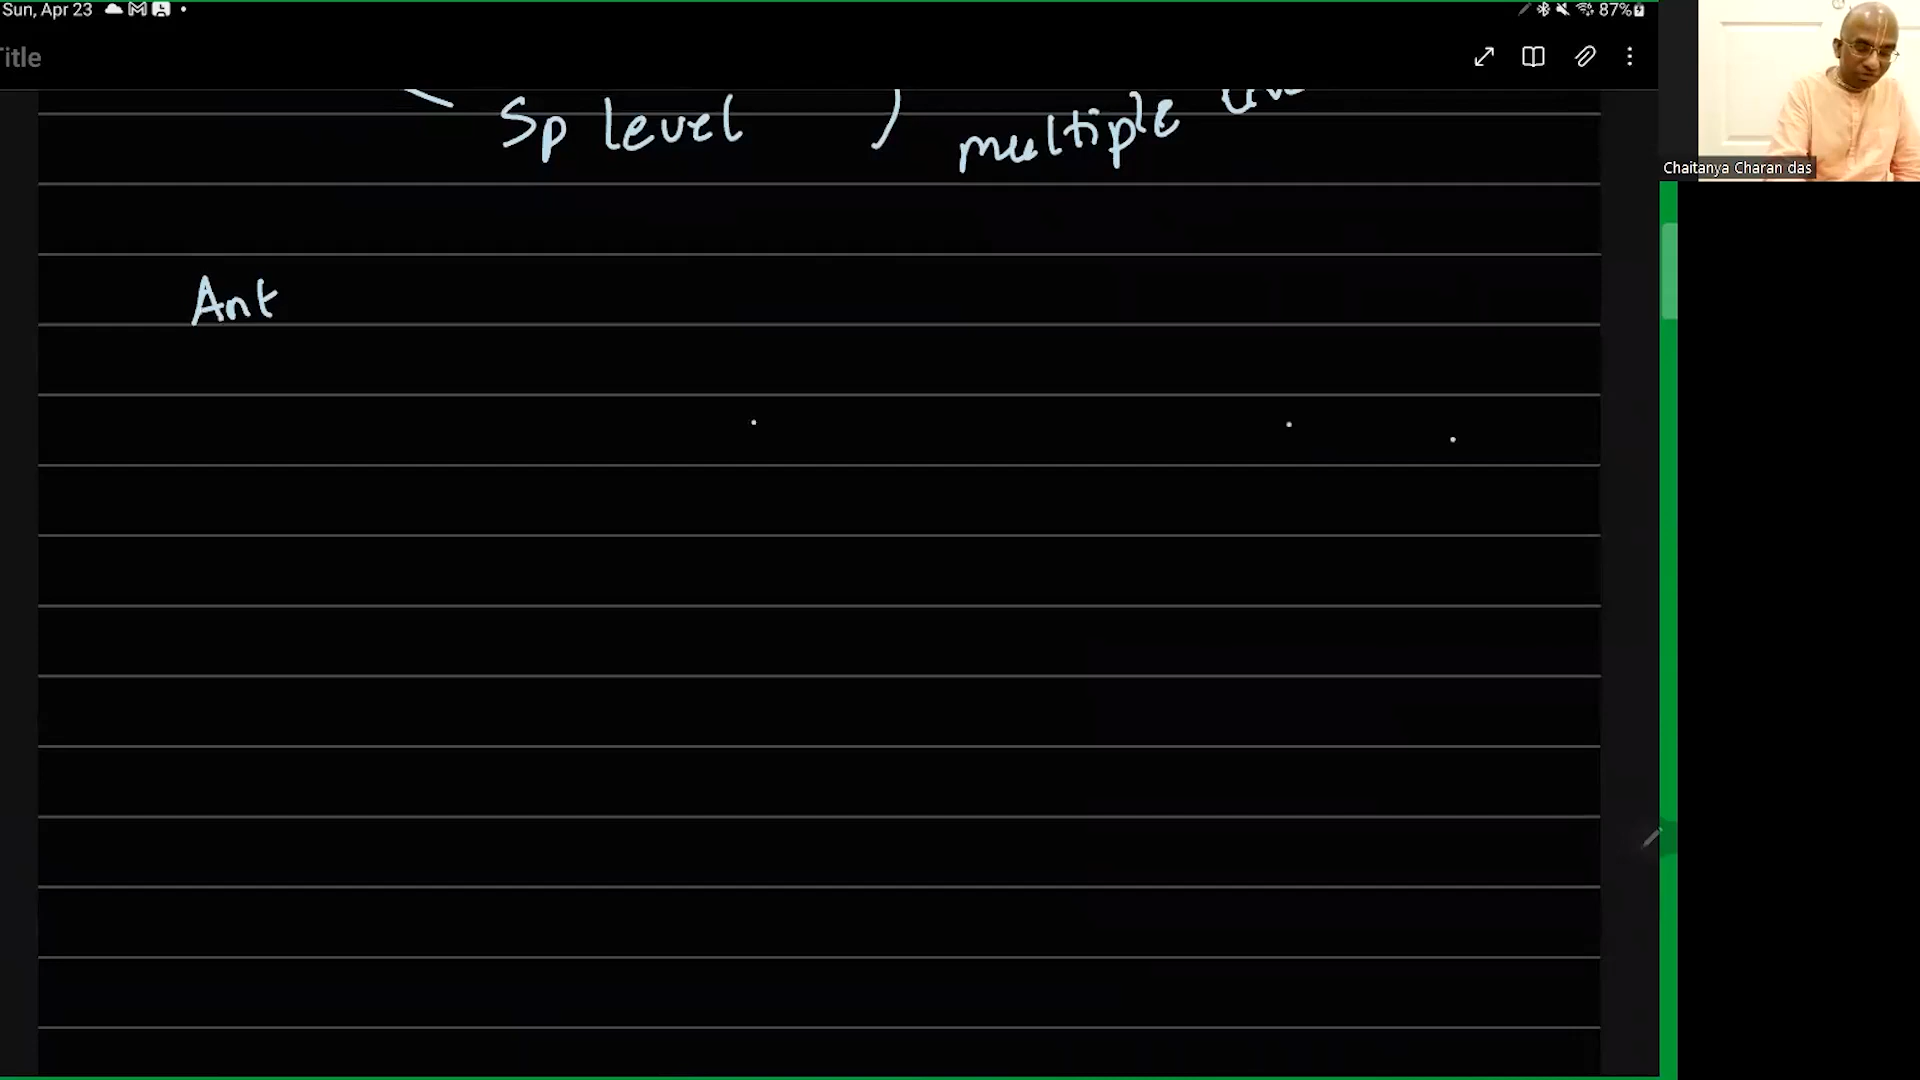 Sun, Apr 23
87%
Title
Sp level
multiple
Ant
Chaitanya Charan das